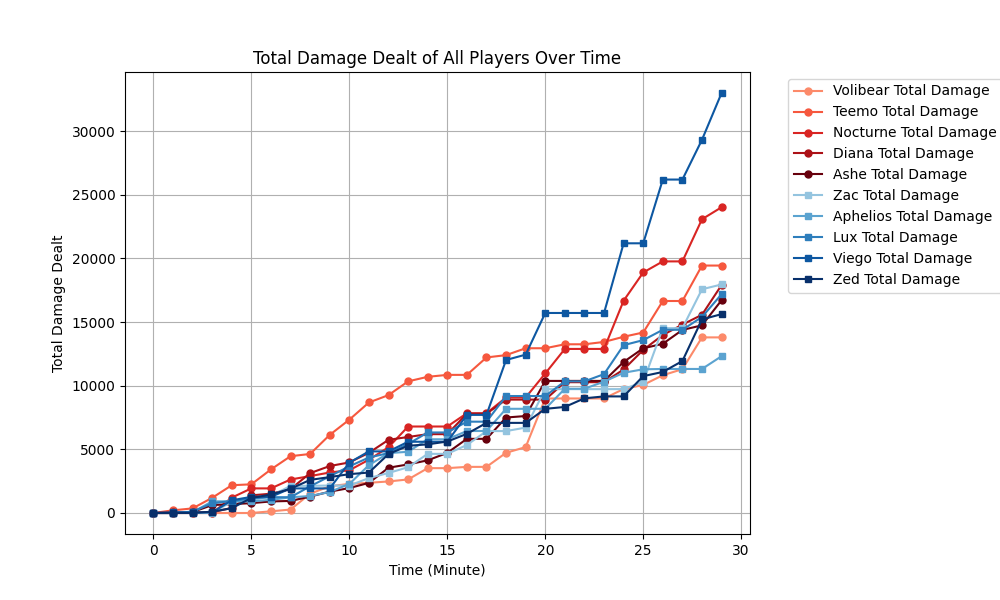 Total Damage Dealt of All Players Over Time
Total Damage Dealt
30000
25000
20000
15000
10000
5000
0
0 5 10 15 20 25 30
Time (Minute)
Volibear Total Damage
Teemo Total Damage
Nocturne Total Damage
Diana Total Damage
Ashe Total Damage
Zac Total Damage
Aphelios Total Damage
Lux Total Damage
Viego Total Damage
Zed Total Damage